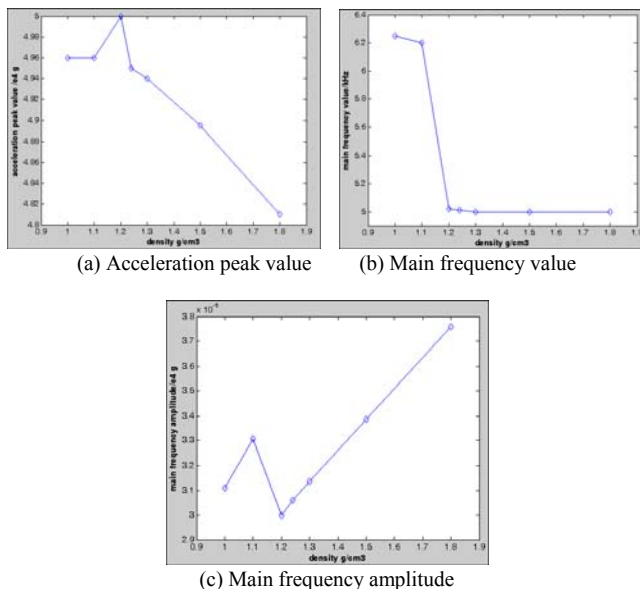 5
4.98
4.96
4.94
4.92
4.9
4.88
4.86
4.84
4.82
4.8
acceleration peak value /e4 g
0.9 1 1.1 1.2 1.3 1.4 1.5 1.6 1.7 1.8 1.9
density g/cm3
(a) Acceleration peak value
6.4
6.2
6
5.8
5.6
5.4
5.2
5
main frequency value/kHz
0.9 1 1.1 1.2 1.3 1.4 1.5 1.6 1.7 1.8 1.9
density g/cm3
(b) Main frequency value
x 10
3.8
3.7
3.6
3.5
3.4
3.3
3.2
3.1
3
2.9
main frequency amplitude/e4 g
0.9 1 1.1 1.2 1.3 1.4 1.5 1.6 1.7 1.8 1.9
density g/cm3
(c) Main frequency amplitude